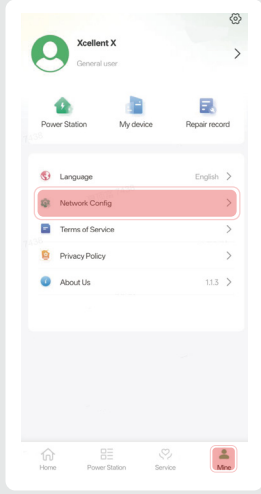 Xcellent X
General user
Power Station
My device
Repair record
Language
English
Network Config
Terms of Service
Privacy Policy
About Us
1.1.3
Home
Power Station
Service
Mine